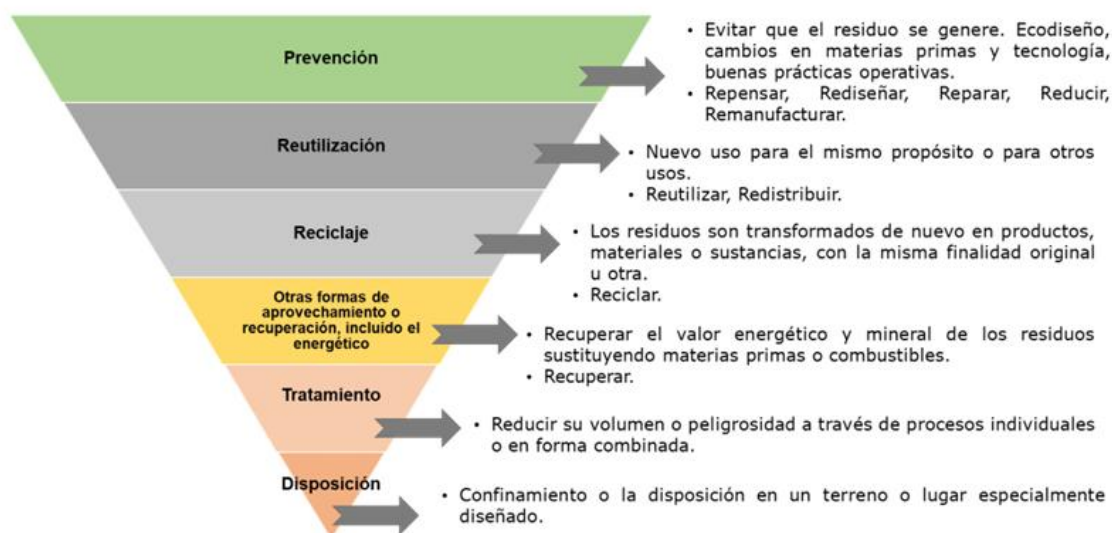 Prevención
• Evitar que el residuo se genere. Ecodiseño,
cambios en materias primas y tecnología,
buenas prácticas operativas.
• Repensar, Rediseñar, Reparar, Reducir,
Remanufacturar.
Reutilización
• Nuevo uso para el mismo propósito o para otros
usos.
• Reutilizar, Redistribuir.
Reciclaje
• Los residuos son transformados de nuevo en productos,
materiales o sustancias, con la misma finalidad original
u otra.
• Reciclar.
Otras formas de
aprovechamiento o
recuperación, incluido el
energético
• Recuperar el valor energético y mineral de los residuos
sustituyendo materias primas o combustibles.
• Recuperar.
Tratamiento
• Reducir su volumen o peligrosidad a través de procesos individuales
o en forma combinada.
Disposición
• Confinamiento o la disposición en un terreno o lugar especialmente
diseñado.